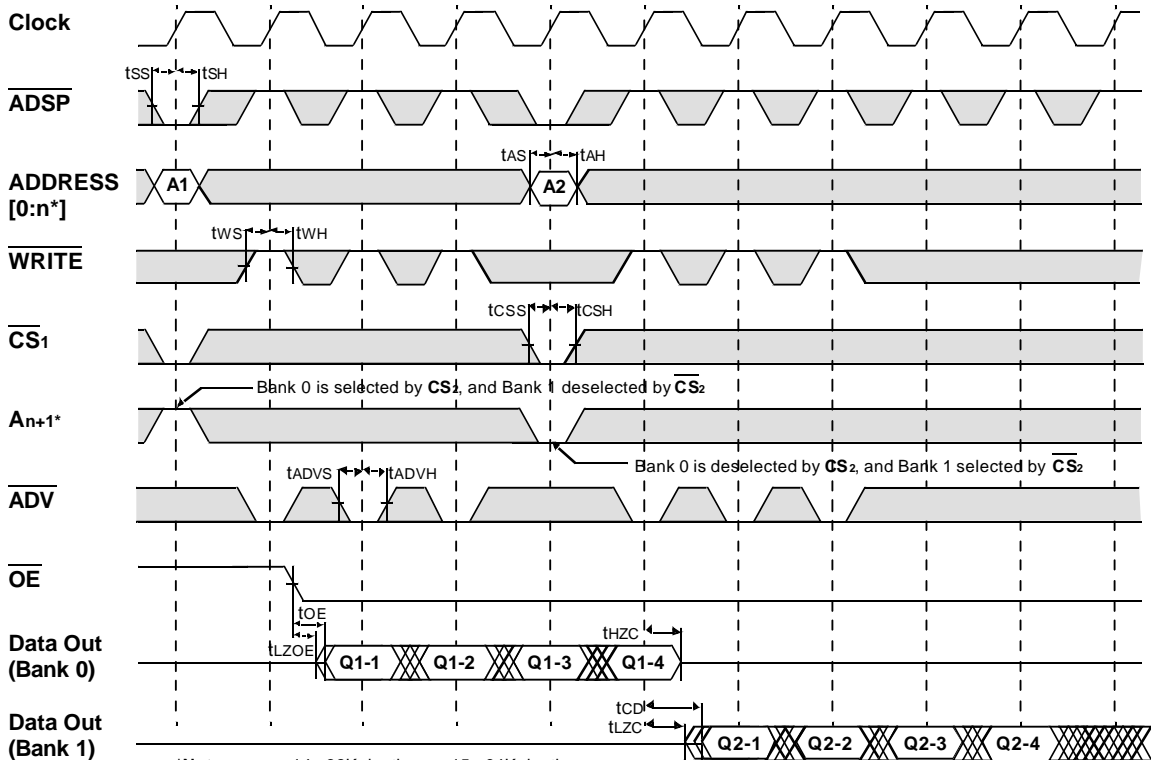 Clock
tSS tSH
ADSP
tAS tAH
ADDRESS
[0:n*]
A1 A2
tWS tWH
WRITE
tCSS tCSH
CS1
Bank 0 is selected by CS2, and Bank 1 deselected by CS2
An+1*
Bank 0 is deselected by CS2, and Bank 1 selected by CS2
tADVS tADVH
ADV
OE
tOE
tHZC
tLZOE
Data Out
(Bank 0)
Q1-1 Q1-2 Q1-3 Q1-4
tCD
tLZC
Data Out
(Bank 1)
Q2-1 Q2-2 Q2-3 Q2-4